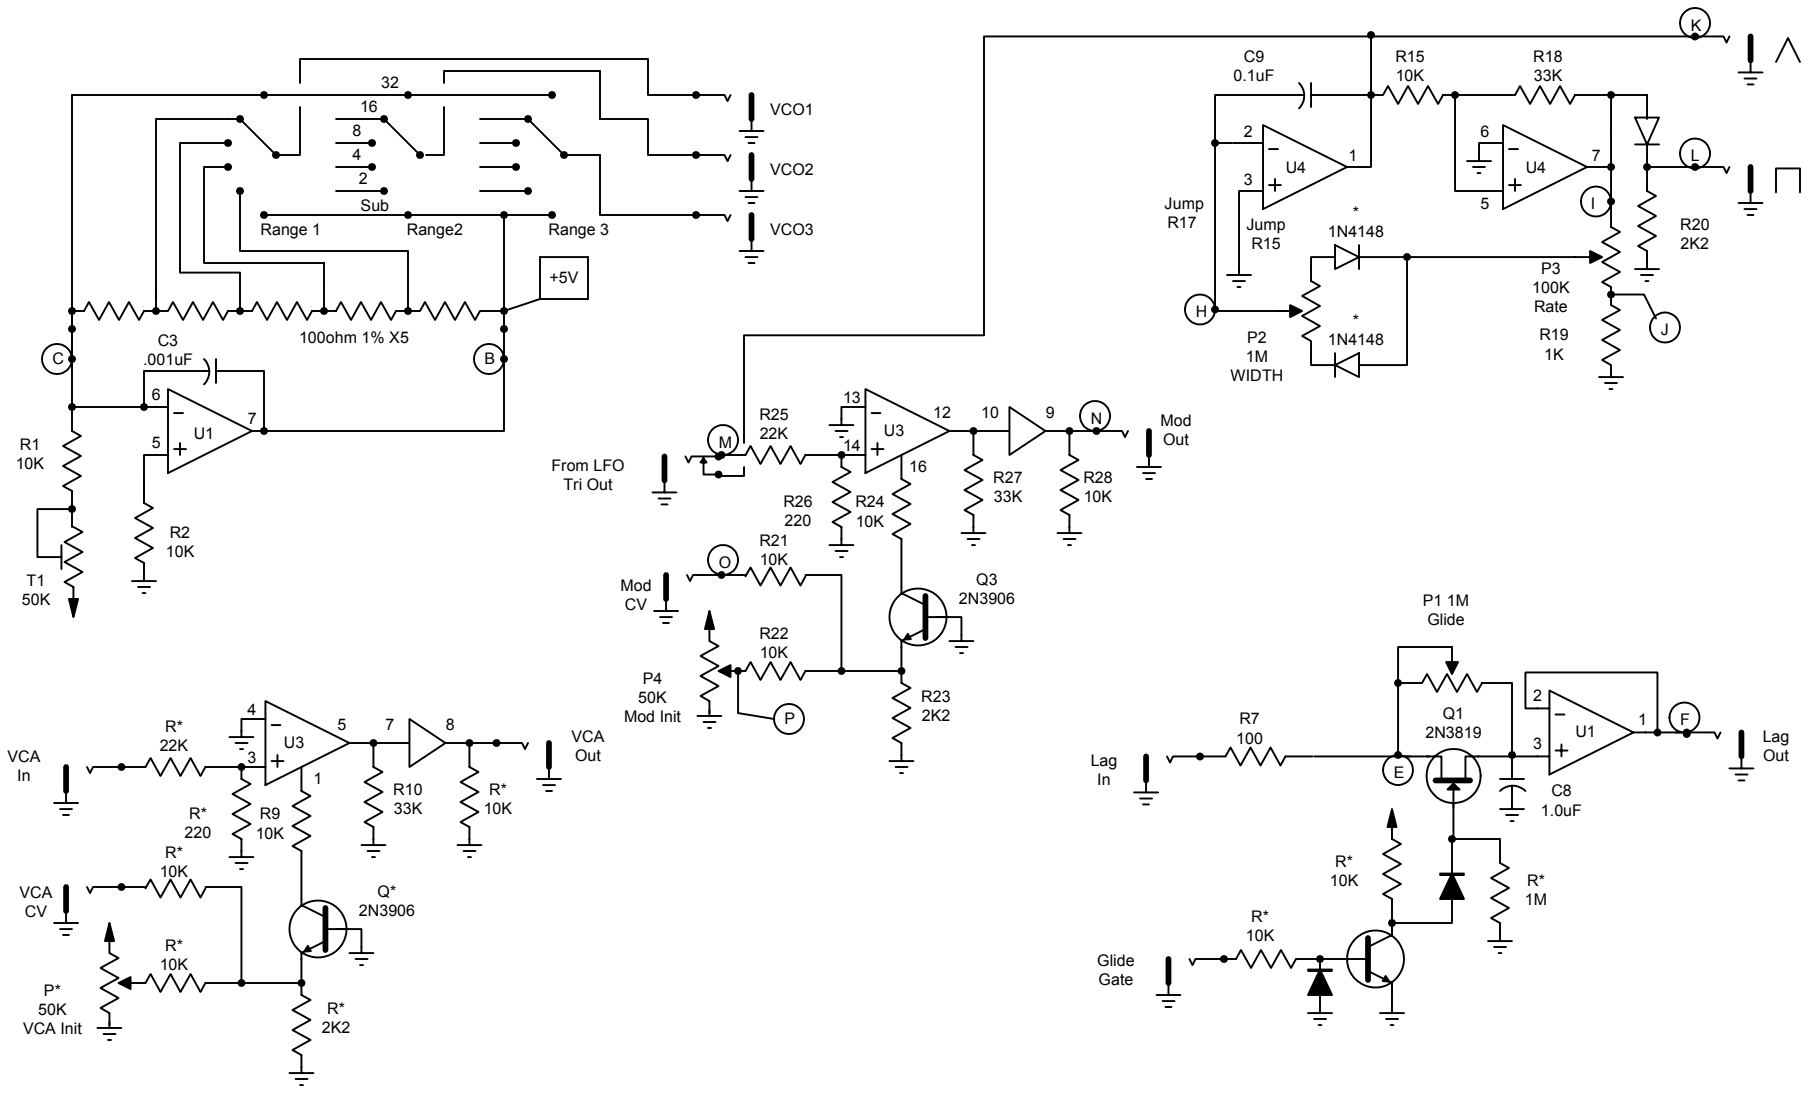 32
16
8
4
2
Sub
Range 1
Range2
Range 3
VCO1
VCO2
VCO3
+5V
100ohm 1% X5
C
B
C3
.001uF
6
5
7
U1
R1
10K
R2
10K
T1
50K
K
C9
0.1uF
R15
10K
R18
33K
2
3
1
U4
6
5
7
U4
L
I
Jump
R17
Jump
R15
*
1N4148
*
1N4148
R20
2K2
P3
100K
Rate
J
R19
1K
H
P2
1M
WIDTH
M
R25
22K
13
14
12
U3
16
10
9
N
Mod
Out
From LFO
Tri Out
R26
220
R24
10K
R27
33K
R28
10K
O
R21
10K
Mod
CV
Q3
2N3906
R22
10K
P4
50K
Mod Init
P
R23
2K2
VCA
In
R*
22K
4
3
5
U3
1
7
8
VCA
Out
R*
220
R9
10K
R10
33K
R*
10K
VCA
CV
R*
10K
Q*
2N3906
R*
10K
P*
50K
VCA Init
R*
2K2
P1 1M
Glide
Lag
In
R7
100
E
Q1
2N3819
2
3
1
U1
F
Lag
Out
C8
1.0uF
R*
10K
R*
1M
Glide
Gate
R*
10K